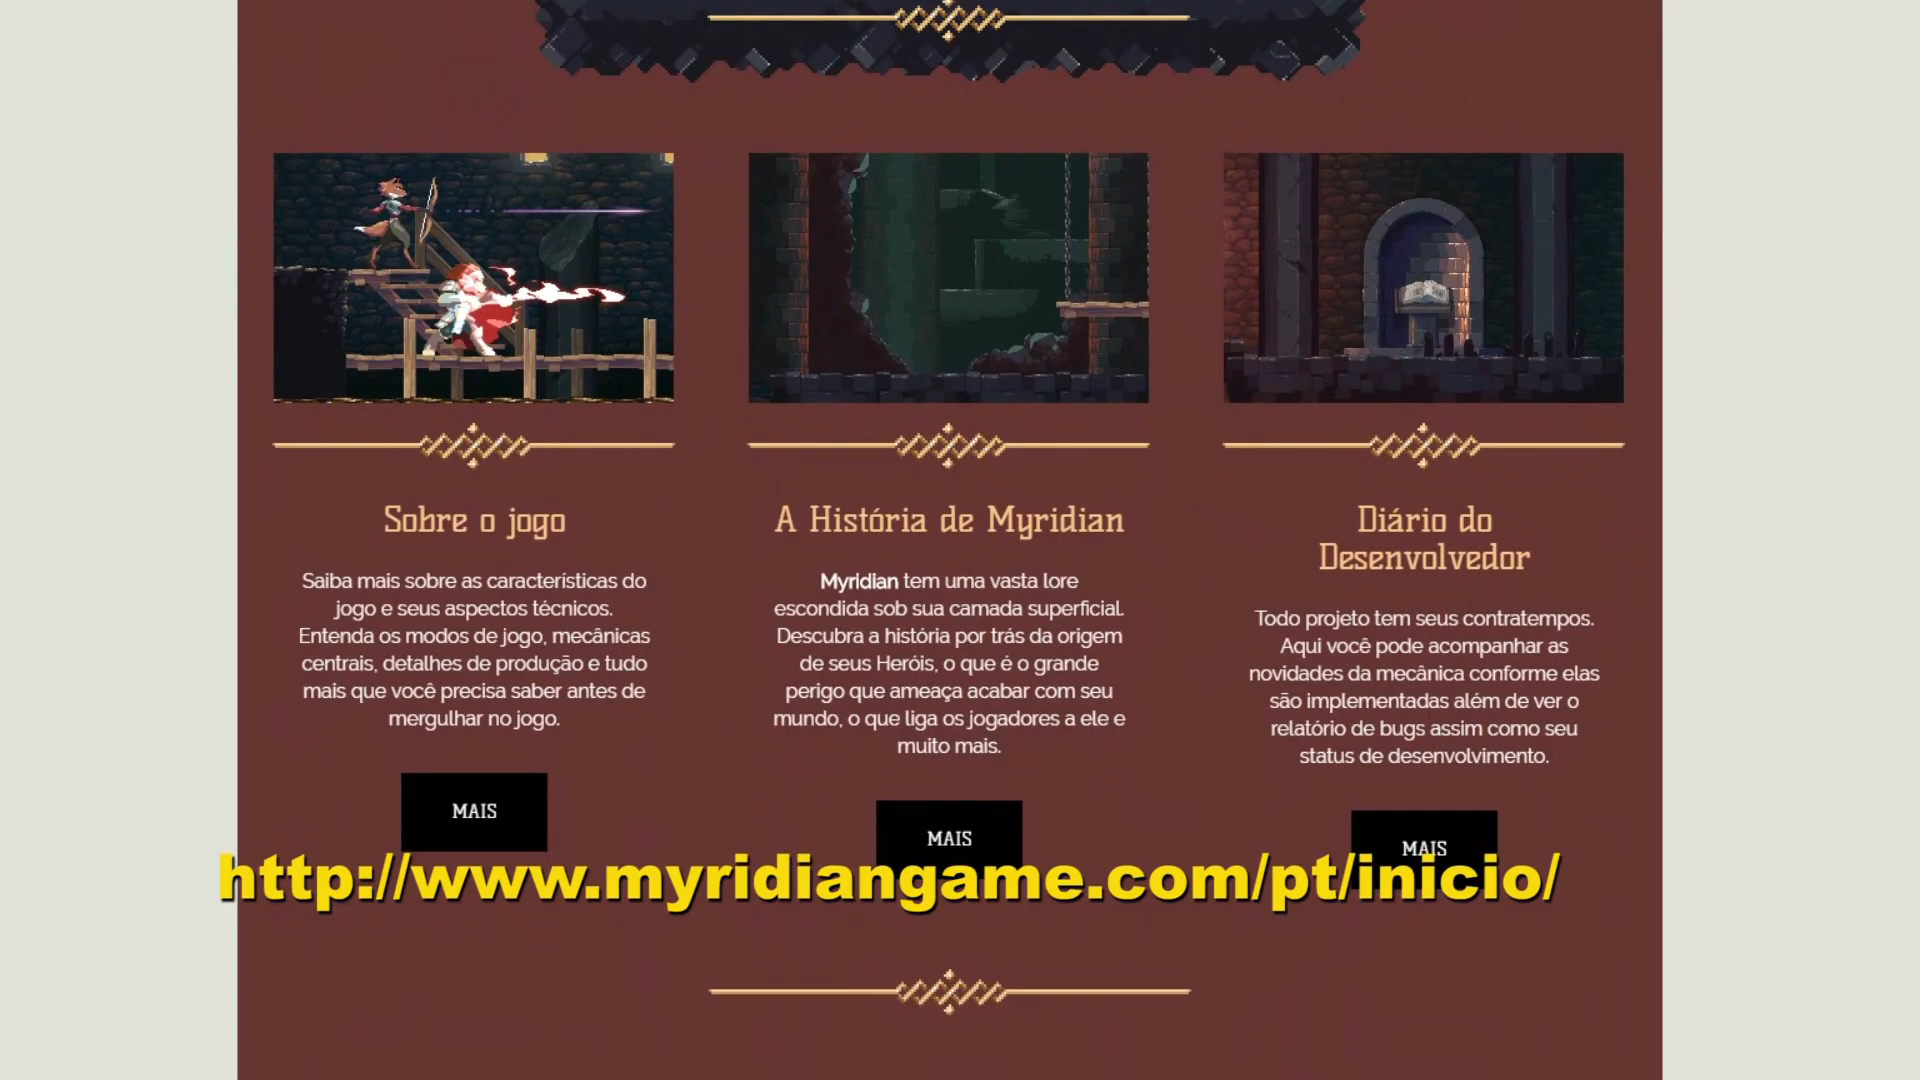 Sobre o jogo
Saiba mais sobre as características do
jogo e seus aspectos técnicos.
Entenda os modos de jogo, mecânicas
centrais, detalhes de produção e tudo
mais que você precisa saber antes de
mergulhar no jogo.
MAIS
A História de Myridian
Myridian tem uma vasta lore
escondida sob sua camada superficial.
Descubra a história por trás da origem
de seus Heróis, o que é o grande
perigo que ameaça acabar com seu
mundo, o que liga os jogadores a ele e
muito mais.
MAIS
Diário do
Desenvolvedor
Todo projeto tem seus contratempos.
Aqui você pode acompanhar as
novidades da mecânica conforme elas
são implementadas além de ver o
relatório de bugs assim como seu
status de desenvolvimento.
MAIS
http://www.myridiangame.com/pt/inicio/